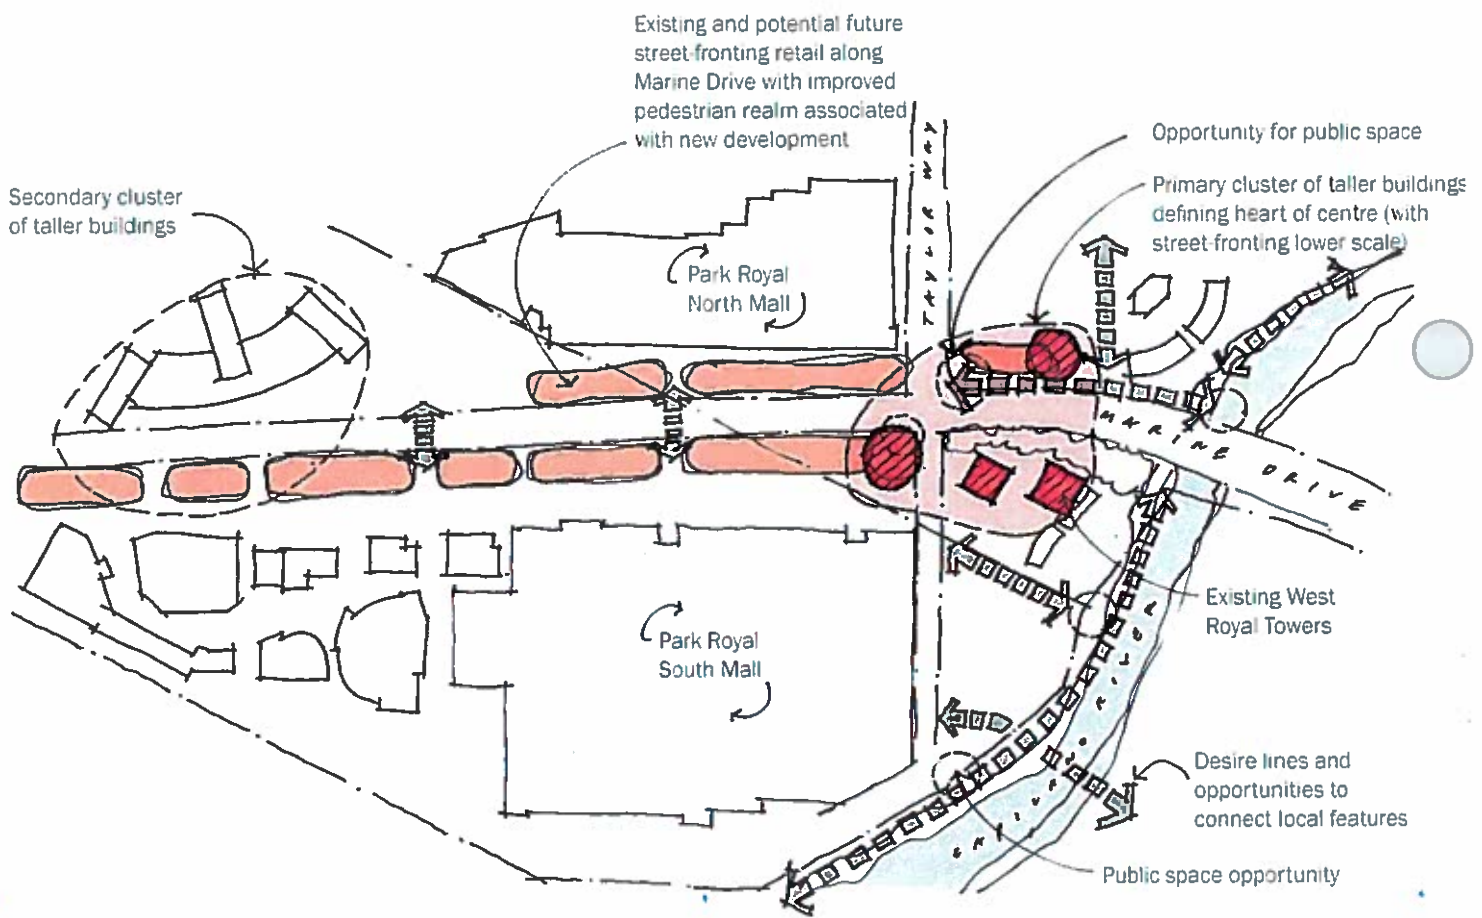 Existing and potential future
street-fronting retail along
Marine Drive with improved
pedestrian realm associated
with new development
Opportunity for public space
Primary cluster of taller buildings
defining heart of centre (with
street-fronting lower scale)
Secondary cluster
of taller buildings
TAYLOR WAY
Park Royal
North Mall
MARINE DRIVE
Existing West
Royal Towers
Park Royal
South Mall
Desire lines and
opportunities to
connect local features
Public space opportunity